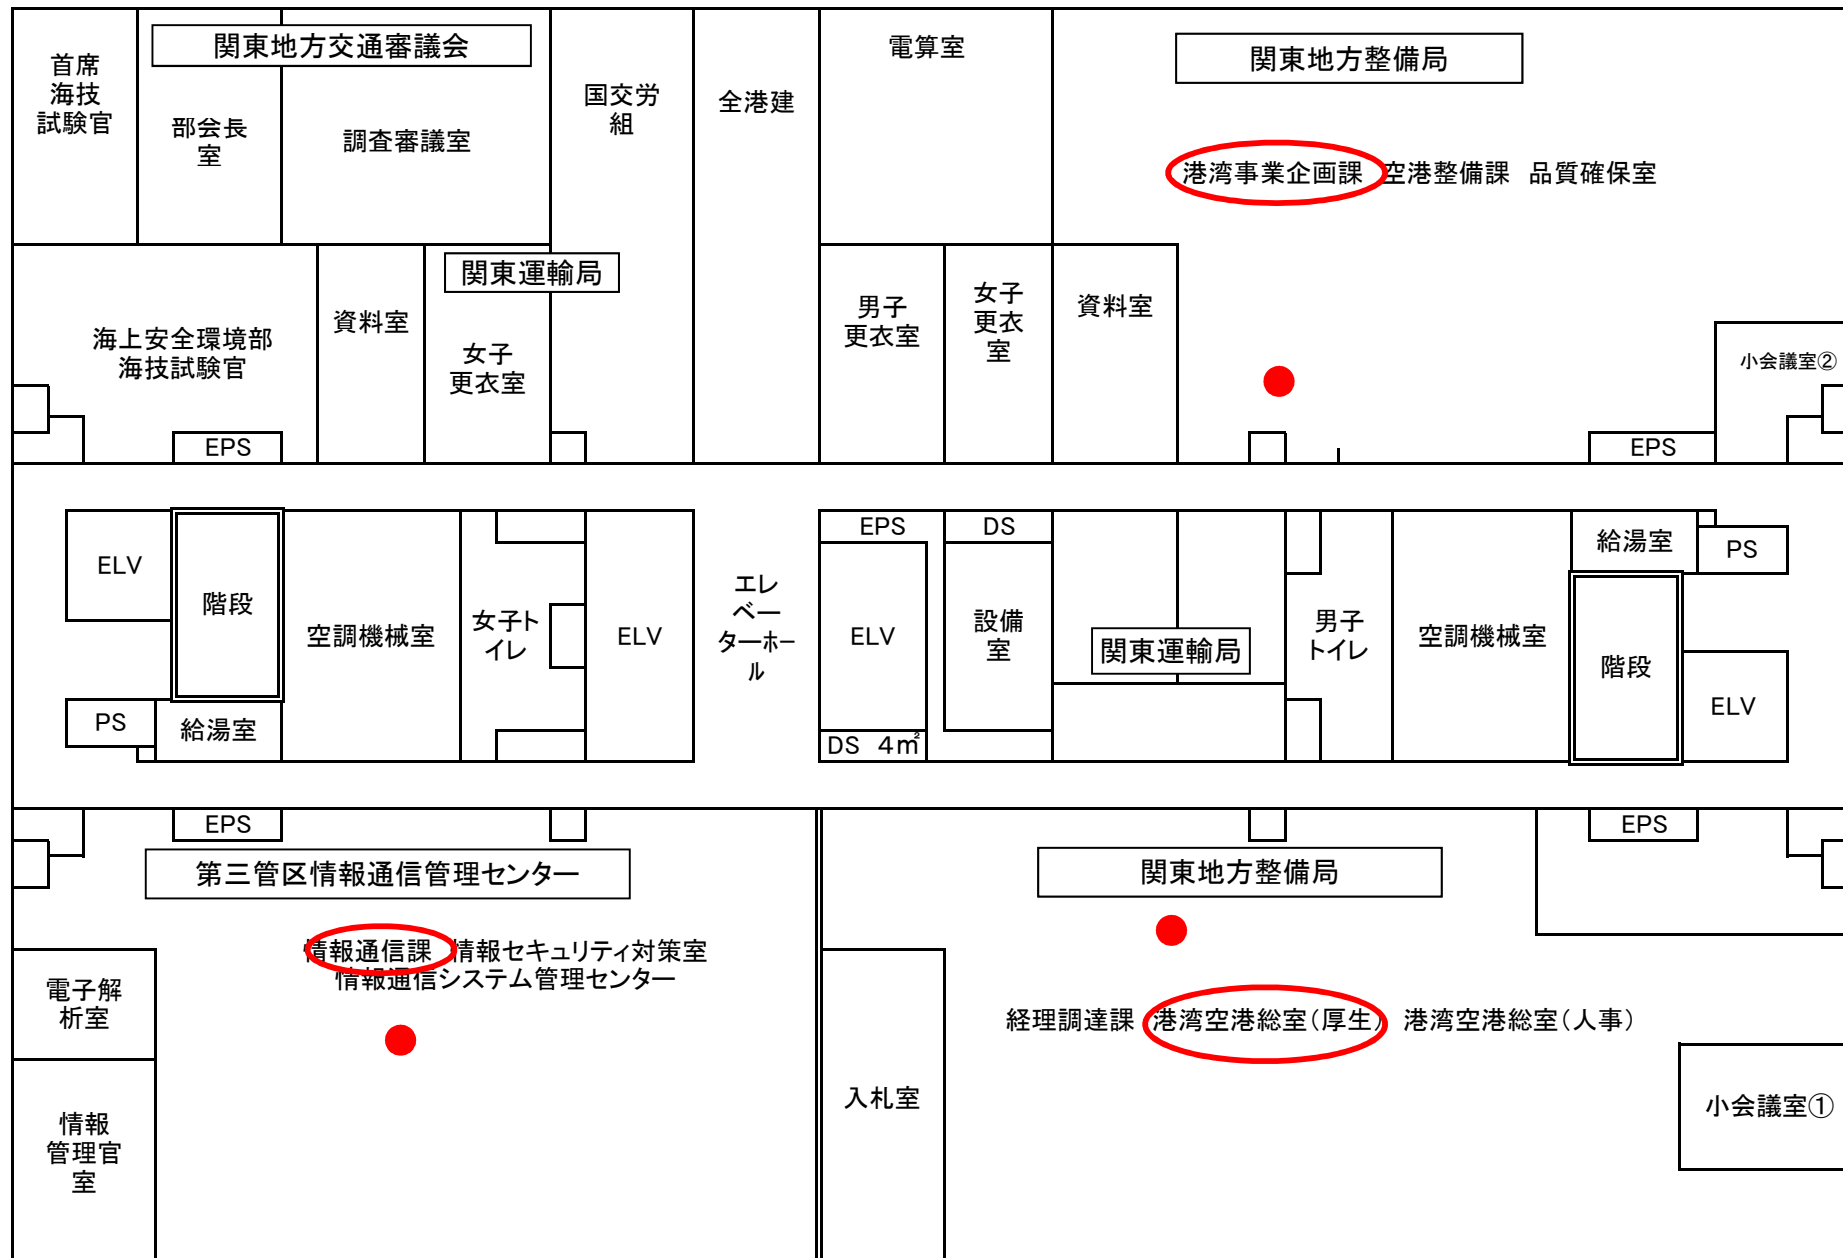 関東地方交通審議会
首席
海技
試験官
部会長
室
調査審議室
国交労
組
全港建
電算室
関東地方整備局
港湾事業企画課 空港整備課 品質確保室
関東運輸局
海上安全環境部
海技試験官
資料室
女子
更衣室
男子
更衣室
女子
更衣
室
資料室
小会議室②
EPS
EPS
ELV
階段
空調機械室
女子ト
イレ
ELV
エレ
ベー
ターホー
ル
EPS
ELV
DS
設備
室
関東運輸局
男子
トイレ
空調機械室
給湯室
PS
階段
ELV
PS
給湯室
DS 4㎡
EPS
EPS
第三管区情報通信管理センター
情報通信課 情報セキュリティ対策室
情報通信システム管理センター
電子解
析室
情報
管理官
室
関東地方整備局
経理調達課 港湾空港総室(厚生) 港湾空港総室(人事)
入札室
小会議室①